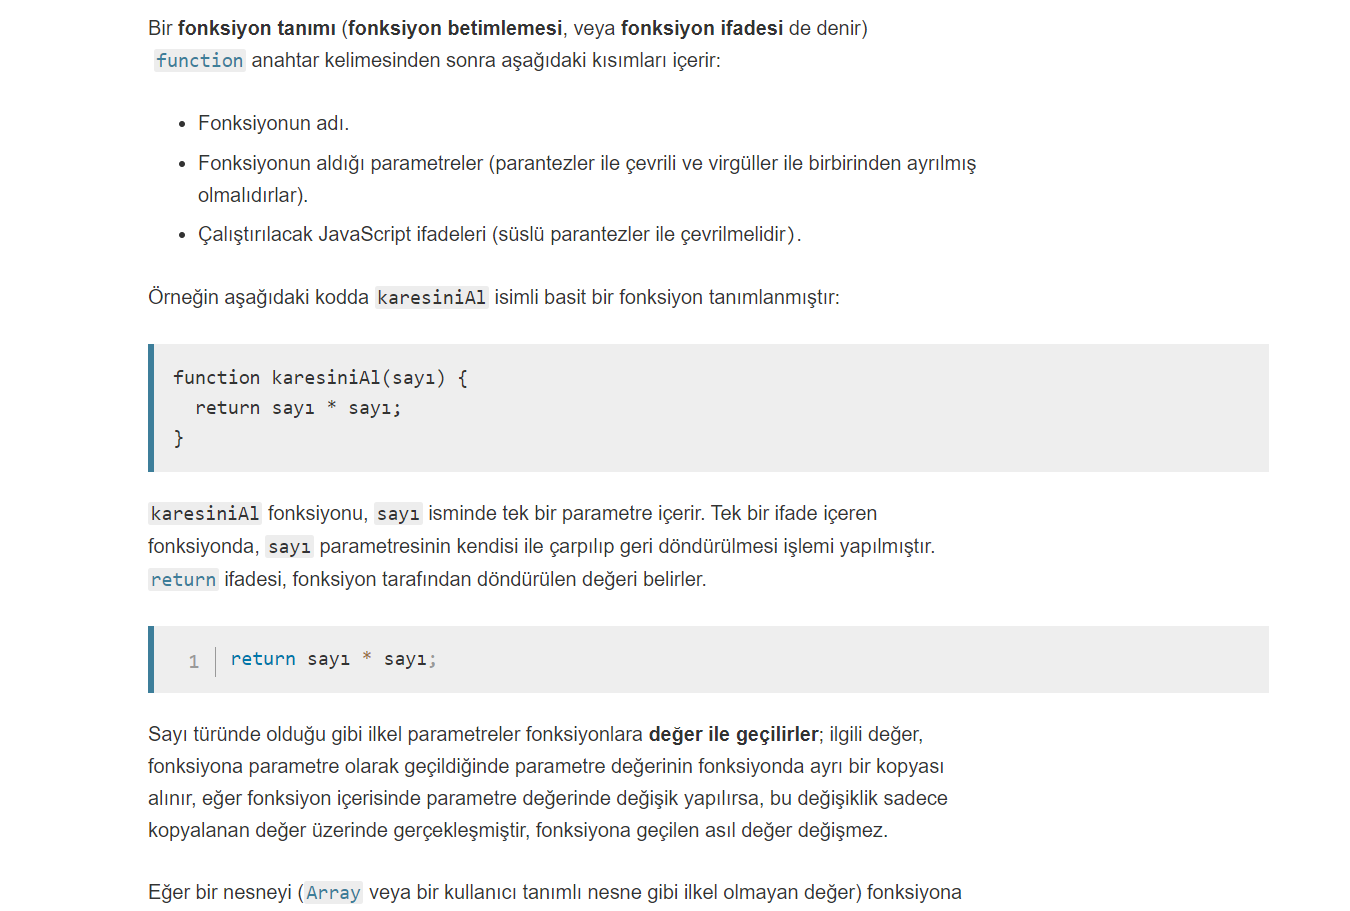 Bir fonksiyon tanımı (fonksiyon betimlemesi, veya fonksiyon ifadesi de denir)
function anahtar kelimesinden sonra aşağıdaki kısımları içerir:
• Fonksiyonun adı.
• Fonksiyonun aldığı parametreler (parantezler ile çevrili ve virgüller ile birbirinden ayrılmış
olmalıdırlar).
• Çalıştırılacak JavaScript ifadeleri (süslü parantezler ile çevrilmelidir).
Örneğin aşağıdaki kodda karesiniAl isimli basit bir fonksiyon tanımlanmıştır:
function karesiniAl(sayı) {
  return sayı * sayı;
}
karesiniAl fonksiyonu, sayı isminde tek bir parametre içerir. Tek bir ifade içeren
fonksiyonda, sayı parametresinin kendisi ile çarpılıp geri döndürülmesi işlemi yapılmıştır.
return ifadesi, fonksiyon tarafından döndürülen değeri belirler.
1 return sayı * sayı;
Sayı türünde olduğu gibi ilkel parametreler fonksiyonlara değer ile geçilirler; ilgili değer,
fonksiyona parametre olarak geçildiğinde parametre değerinin fonksiyonda ayrı bir kopyası
alınır, eğer fonksiyon içerisinde parametre değerinde değişik yapılırsa, bu değişiklik sadece
kopyalanan değer üzerinde gerçekleşmiştir, fonksiyona geçilen asıl değer değişmez.
Eğer bir nesneyi (Array veya bir kullanıcı tanımlı nesne gibi ilkel olmayan değer) fonksiyona